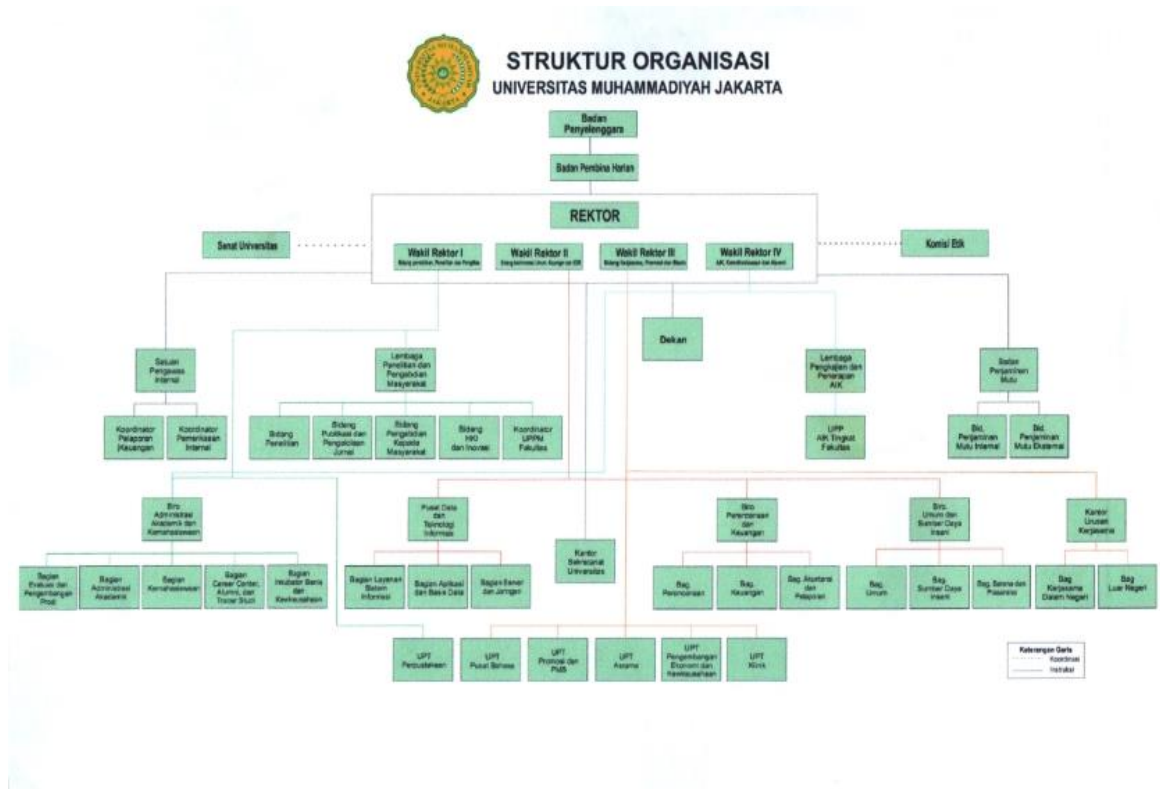 STRUKTUR ORGANISASI
UNIVERSITAS MUHAMMADIYAH JAKARTA
Badan
Penyelenggara
Badan Pembina Harian
REKTOR
Senat Universitas
Komisi Etik
Wakil Rektor I
Wakil Rektor II
Wakil Rektor III
Wakil Rektor IV
Dekan
Satuan
Pengawas
Internal
Lembaga
Penelitian dan
Pengabdian
Masyarakat
Lembaga
Pengkajian dan
Penerapan
AIK
Badan
Penjaminan
Mutu
Koordinator
Pelaporan
(Keuangan
Koordinator
Pemeriksaan
Internal
Bidang
Penelitian
Bidang
Publikasi dan
Pengelolaan
Jurnal
Bidang
Pengabdian
Kepada
Masyarakat
Bidang
HKI
dan Inovasi
Koordinator
UPPM
Fakultas
UPP
AIK Tingkat
Fakultas
Bid.
Penjaminan
Mutu Internal
Bid.
Penjaminan
Mutu Eksternal
Biro
Administrasi
Akademik dan
Kemahasiswaan
Pusat Data
dan
Teknologi
Informasi
Kantor
Sekretariat
Universitas
Biro
Perencanaan
dan
Keuangan
Biro
Umum dan
Sumber Daya
Insani
Kantor
Urusan
Kerjasama
Bagian
Evaluasi dan
Pengembangan
Prodi
Bagian
Administrasi
Akademik
Bagian
Kemahasiswaan
Bagian
Career Center,
Alumni, dan
Tracer Studi
Bagian
Inkubator Bisnis
dan
Kewirausahaan
Bagian Layanan
Sistem
Informasi
Bagian Aplikasi
dan Basis Data
Bagian Server
dan Jaringan
Bag.
Perencanaan
Bag.
Keuangan
Bag. Akuntansi
dan
Pelaporan
Bag.
Umum
Bag.
Sumber Daya
Insani
Bag. Sarana dan
Prasarana
Bag
Kerjasama
Dalam Negeri
Bag
Luar Negeri
UPT
Perpustakaan
UPT
Pusat Bahasa
UPT
Promosi dan
PMB
UPT
Asrama
UPT
Pengembangan
Ekonomi dan
Kewirausahaan
UPT
Klinik
Keterangan Garis
Koordinasi
Instruksi